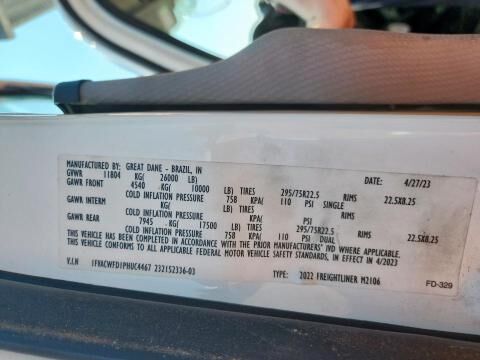 MANUFACTURED BY: GREAT DANE - BRAZIL, IN DATE: 4/27/23
GVWR 11804 KG( 26000 LB)
GAWR FRONT 4540 KG( 10000 LB) TIRES 295/75R22.5 RIMS 22.5X8.25
COLD INFLATION PRESSURE 758 KPA( 110 PSI SINGLE
GAWR INTERM KG( LB) TIRES RIMS
COLD INFLATION PRESSURE KPA( PSI
GAWR REAR 7945 KG( 17500 LB) TIRES 295/75R22.5 RIMS 22.5X8.25
COLD INFLATION PRESSURE 758 KPA( 110 PSI DUAL
THIS VEHICLE HAS BEEN COMPLETED IN ACCORDANCE WITH THE PRIOR MANUFACTURERS' IVD WHERE APPLICABLE.
THIS VEHICLE CONFORMS TO ALL APPLICABLE FEDERAL MOTOR VEHICLE SAFETY STANDARDS, IN EFFECT IN 4/2023
V.I.N 1FVACWFD1PHUC4467 232152336-03 TYPE: 2022 FREIGHTLINER M2106
FD-329